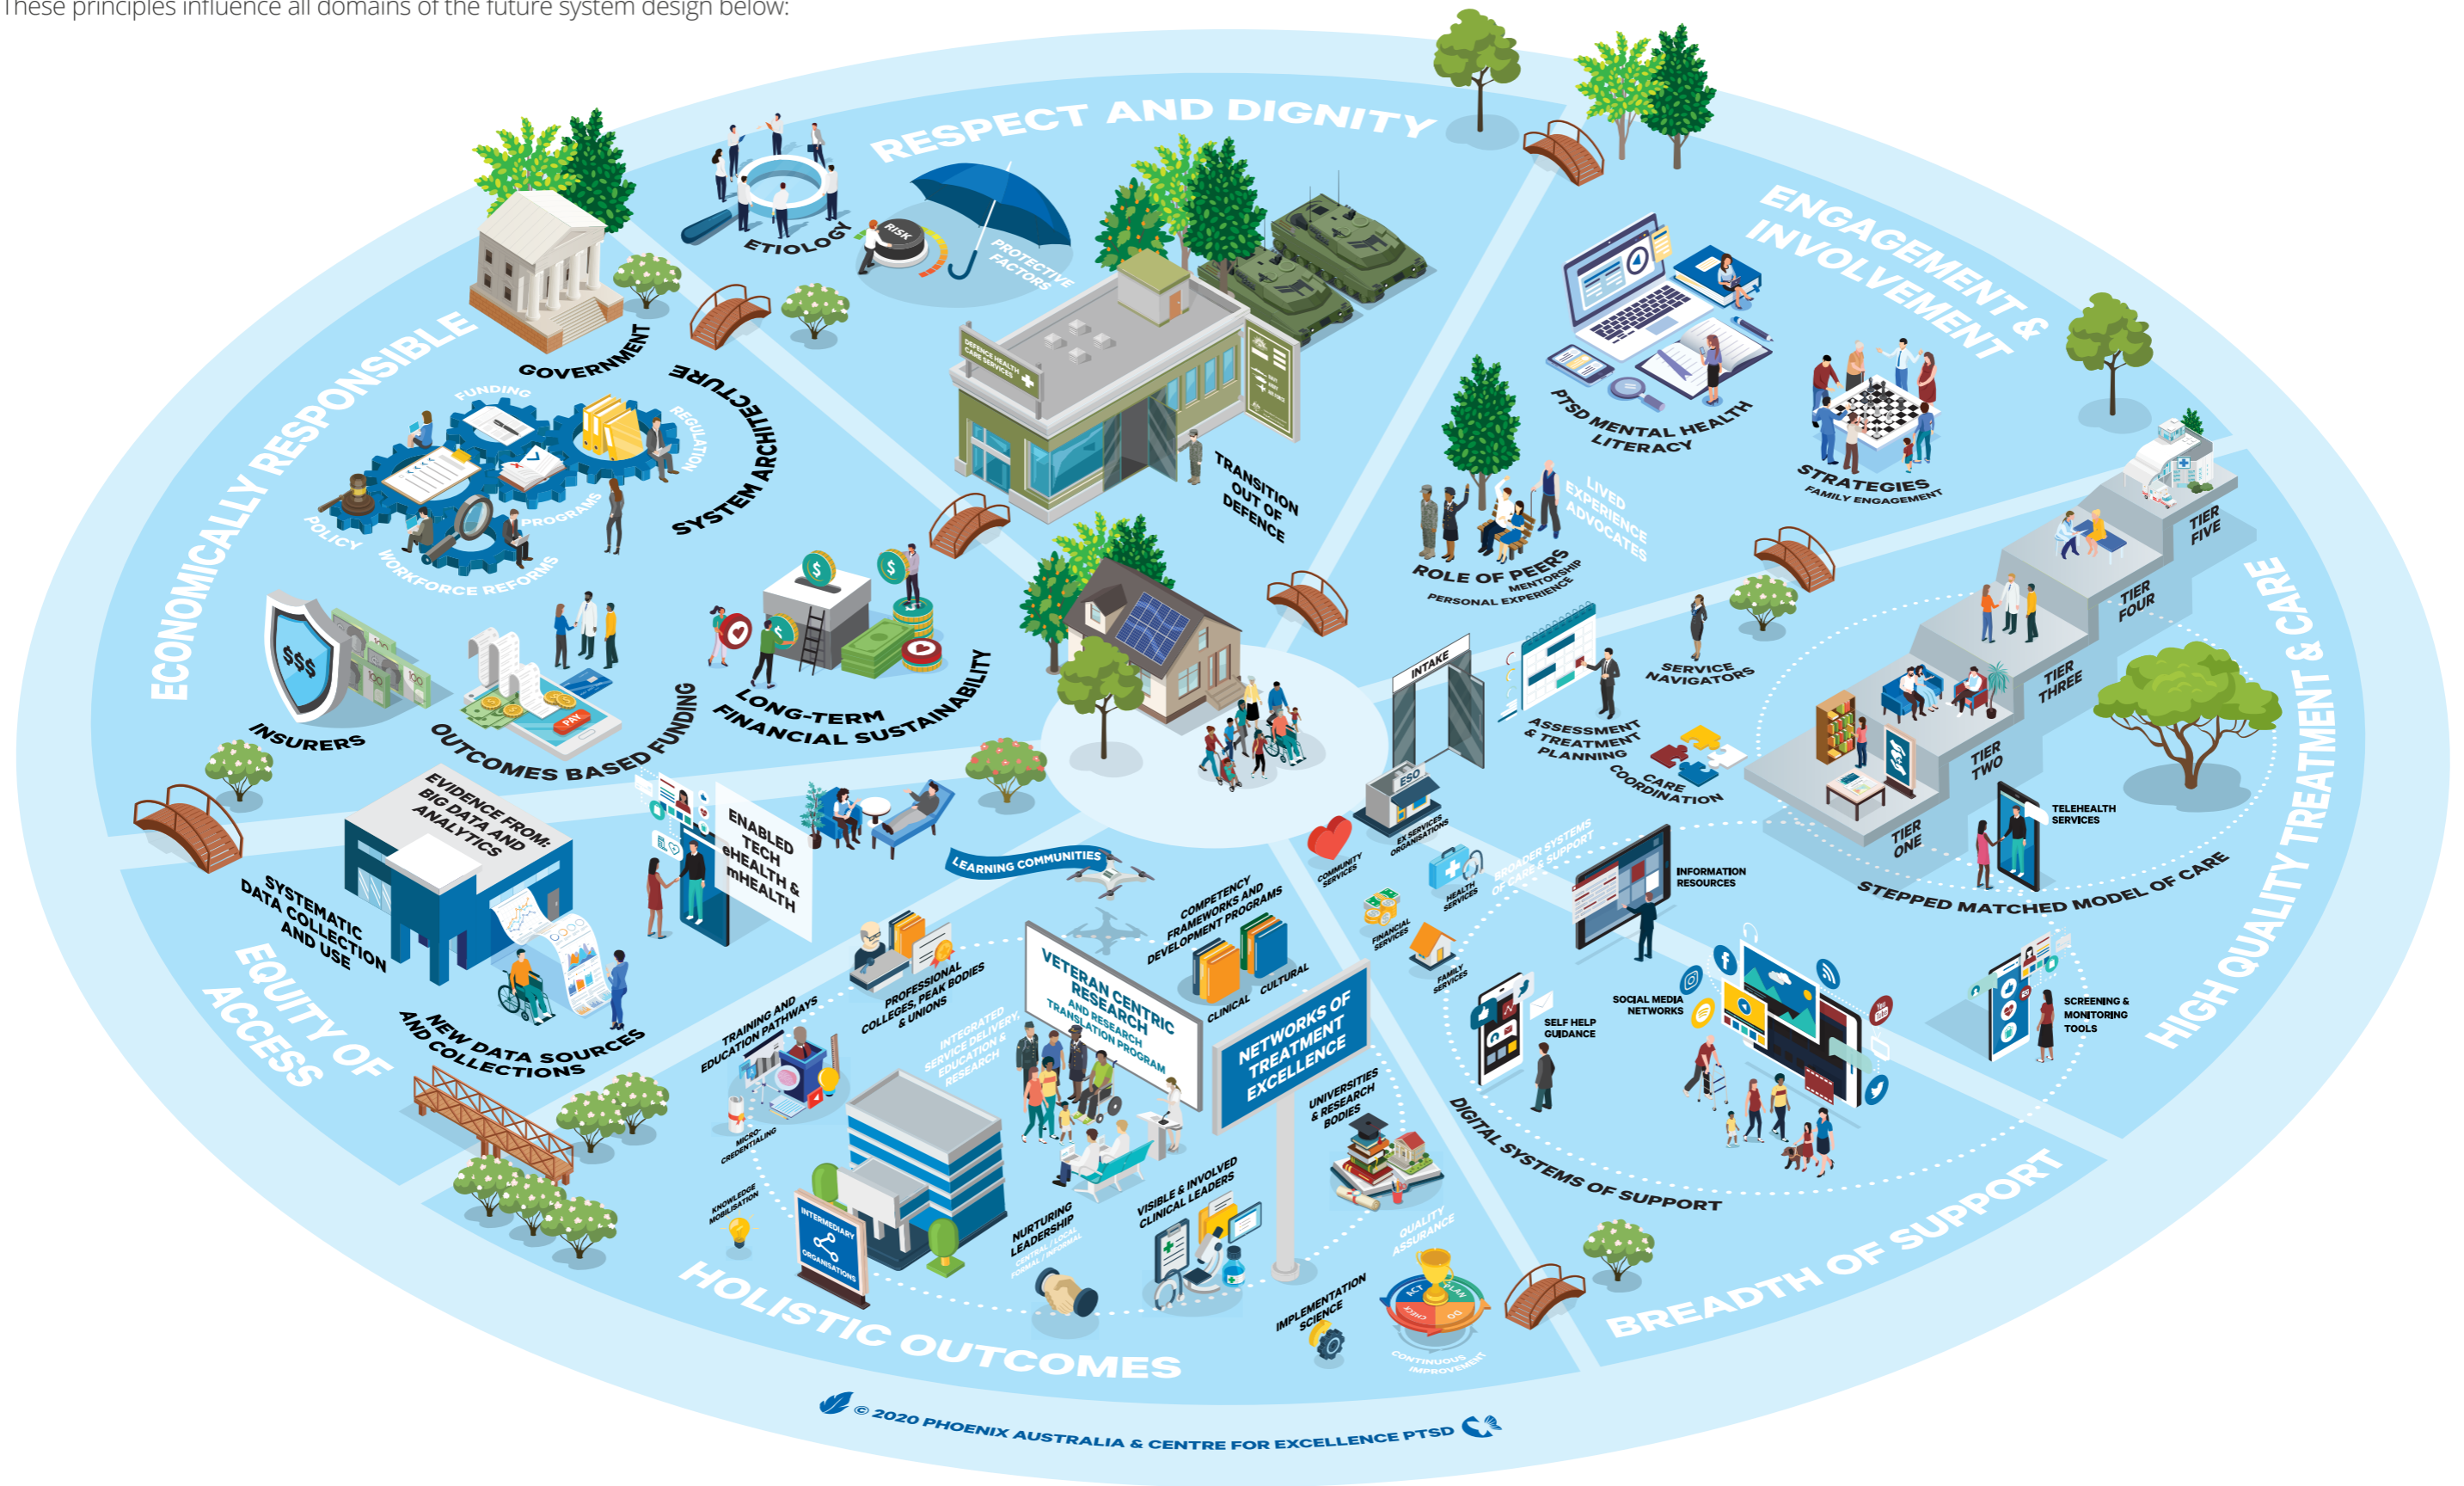 These principles influence all domains of the future system design below:
RESPECT AND DIGNITY
ETIOLOGY
RISK
PROTECTIVE
FACTORS
DEFENCE HEALTH
CARE SERVICES
TRANSITION
OUT OF
DEFENCE
ENGAGEMENT &
INVOLVEMENT
PTSD MENTAL HEALTH
LITERACY
STRATEGIES
FAMILY ENGAGEMENT
LIVED
EXPERIENCE
ADVOCATES
ROLE OF PEERS
MENTORSHIP
PERSONAL EXPERIENCE
ECONOMICALLY RESPONSIBLE
GOVERNMENT
SYSTEM ARCHITECTURE
FUNDING
REGULATION
PROGRAMS
POLICY
WORKFORCE REFORMS
$$$
100
100
INSURERS
PAY
OUTCOMES BASED FUNDING
$
$
LONG-TERM
FINANCIAL SUSTAINABILITY
HIGH QUALITY TREATMENT & CARE
INTAKE
ASSESSMENT
& TREATMENT
PLANNING
SERVICE
NAVIGATORS
CARE
COORDINATION
TIER
FIVE
TIER
FOUR
TIER
THREE
TIER
TWO
TIER
ONE
TELEHEALTH
SERVICES
STEPPED MATCHED MODEL OF CARE
ESO
EX SERVICES
ORGANISATIONS
COMMUNITY
SERVICES
HEALTH
SERVICES
FINANCIAL
SERVICES
FAMILY
SERVICES
BROADER SYSTEMS
OF CARE & SUPPORT
INFORMATION
RESOURCES
SELF HELP
GUIDANCE
SOCIAL MEDIA
NETWORKS
You
Tube
SCREENING &
MONITORING
TOOLS
DIGITAL SYSTEMS OF SUPPORT
BREADTH OF SUPPORT
EQUITY OF
ACCESS
EVIDENCE FROM:
BIG DATA AND
ANALYTICS
SYSTEMATIC
DATA COLLECTION
AND USE
NEW DATA SOURCES
AND COLLECTIONS
ENABLED
TECH
eHEALTH &
mHEALTH
HOLISTIC OUTCOMES
LEARNING COMMUNITIES
PROFESSIONAL
COLLEGES, PEAK BODIES
& UNIONS
COMPETENCY
FRAMEWORKS AND
DEVELOPMENT PROGRAMS
CLINICAL
CULTURAL
TRAINING AND
EDUCATION PATHWAYS
MICRO-
CREDENTIALING
KNOWLEDGE
MOBILISATION
INTEGRATED
SERVICE DELIVERY,
EDUCATION &
RESEARCH
VETERAN CENTRIC
RESEARCH
AND RESEARCH
TRANSLATION PROGRAM
NETWORKS OF
TREATMENT
EXCELLENCE
UNIVERSITIES
& RESEARCH
BODIES
INTERMEDIARY
ORGANISATIONS
NURTURING
LEADERSHIP
CENTRAL / LOCAL
FORMAL / INFORMAL
VISIBLE & INVOLVED
CLINICAL LEADERS
IMPLEMENTATION
SCIENCE
QUALITY
ASSURANCE
ACT
PLAN
CHECK
DO
CONTINUOUS
IMPROVEMENT
© 2020 PHOENIX AUSTRALIA & CENTRE FOR EXCELLENCE PTSD